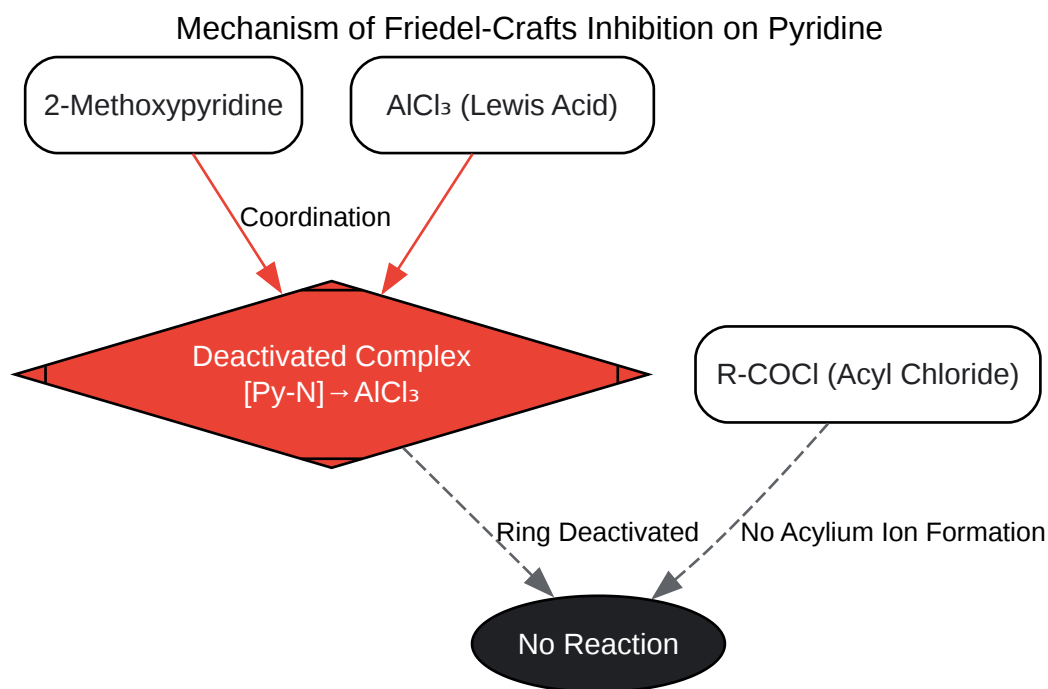 Mechanism of Friedel-Crafts Inhibition on Pyridine
2-Methoxypyridine
AlCl₃ (Lewis Acid)
Coordination
Deactivated Complex
[Py-N]→AlCl₃
R-COCl (Acyl Chloride)
Ring Deactivated
No Acylium Ion Formation
No Reaction